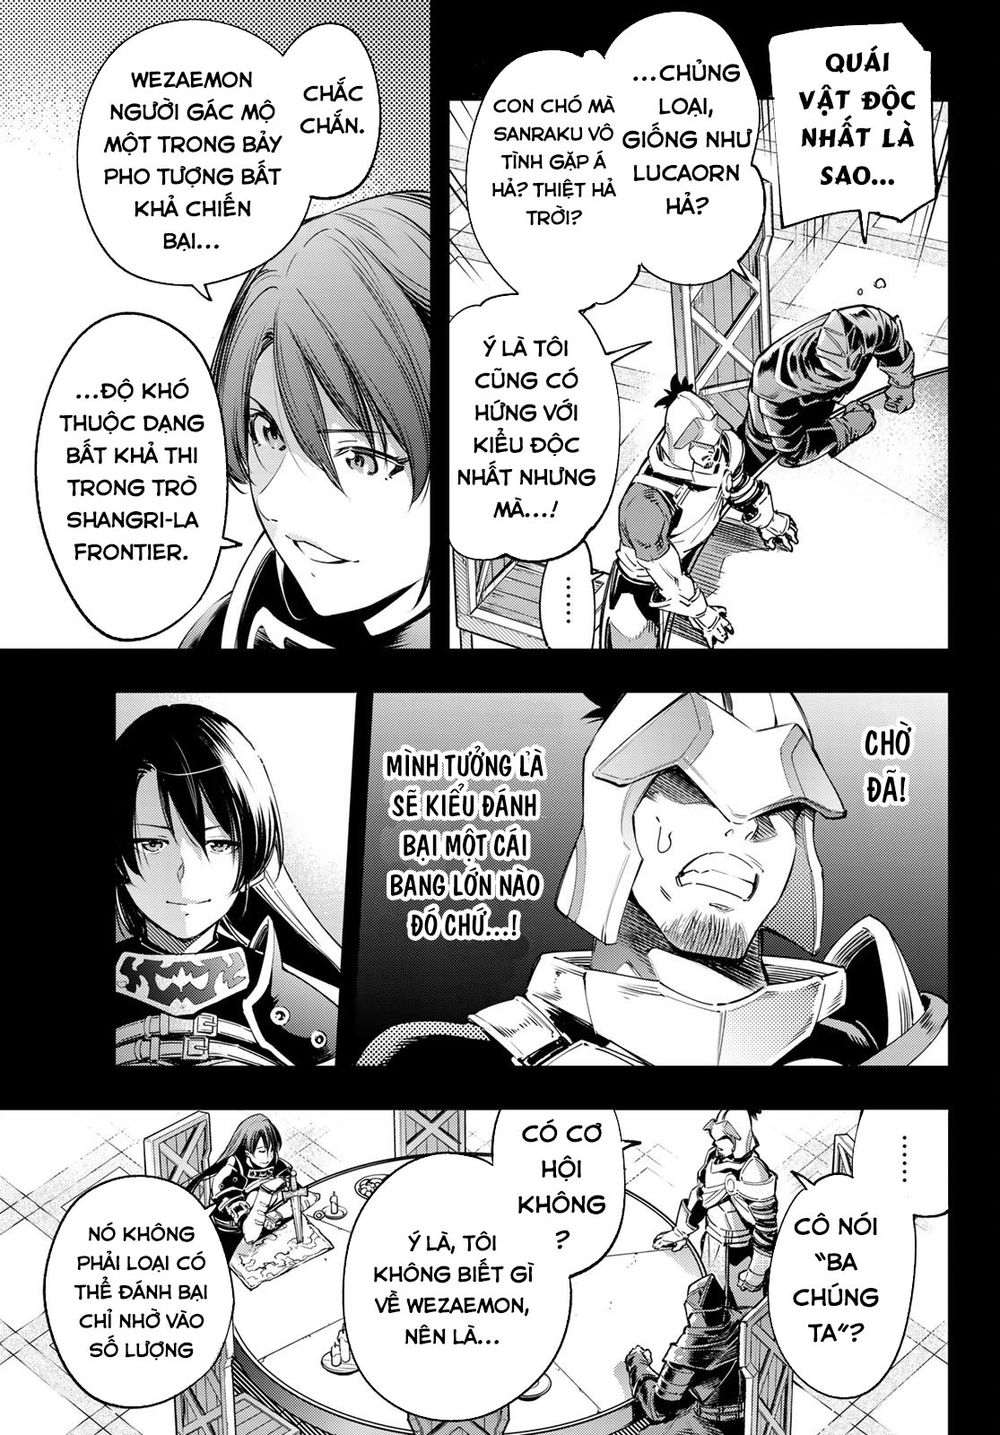 QUÁI
VẬT ĐỘC
NHẤT LÀ
SAO...
...CHỦNG
LOẠI,
GIỐNG NHƯ
LUCAORN
HẢ?
CON CHÓ MÀ
SANRAKU VÔ
TÌNH GẶP Á
HẢ? THIỆT HẢ
TRỜI?
Ý LÀ TÔI
CŨNG CÓ
HỨNG VỚI
KIỂU ĐỘC
NHẤT NHƯNG
MÀ...!
......
CHẮC
CHẮN.
WEZAEMON
NGƯỜI GÁC MỘ
MỘT TRONG BẢY
PHO TƯỢNG BẤT
KHẢ CHIẾN
BẠI...
...ĐỘ KHÓ
THUỘC DẠNG
BẤT KHẢ THI
TRONG TRÒ
SHANGRI-LA
FRONTIER.
CHỜ
ĐÃ!
MÌNH TƯỞNG LÀ
SẼ KIỂU ĐÁNH
BẠI MỘT CÁI
BANG LỚN NÀO
ĐÓ CHỨ...!
......
CÔ NÓI
“BA
CHÚNG
TA”?
CÓ CƠ
HỘI
KHÔNG
?
Ý LÀ, TÔI
KHÔNG BIẾT GÌ
VỀ WEZAEMON,
NÊN LÀ...
NÓ KHÔNG
PHẢI LOẠI CÓ
THỂ ĐÁNH BẠI
CHỈ NHỜ VÀO
SỐ LƯỢNG